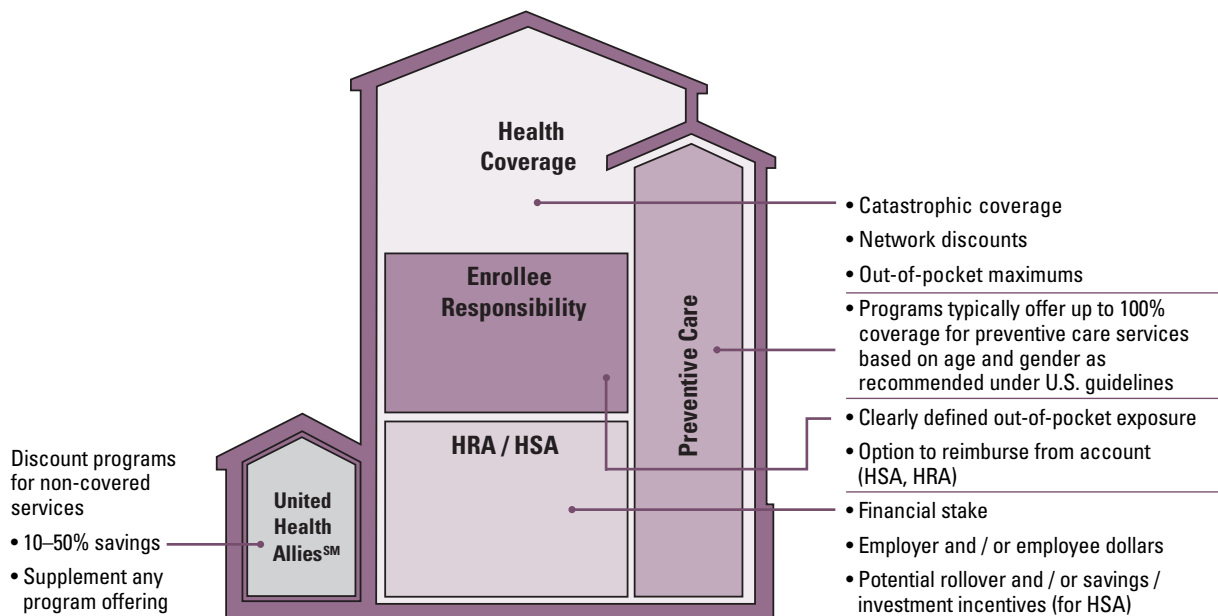 Health
Coverage
Enrollee
Responsibility
HRA / HSA
Preventive Care
United
Health
Allies℠
Discount programs
for non-covered
services
• 10–50% savings
• Supplement any
program offering
• Catastrophic coverage
• Network discounts
• Out-of-pocket maximums
• Programs typically offer up to 100%
coverage for preventive care services
based on age and gender as
recommended under U.S. guidelines
• Clearly defined out-of-pocket exposure
• Option to reimburse from account
(HSA, HRA)
• Financial stake
• Employer and / or employee dollars
• Potential rollover and / or savings /
investment incentives (for HSA)